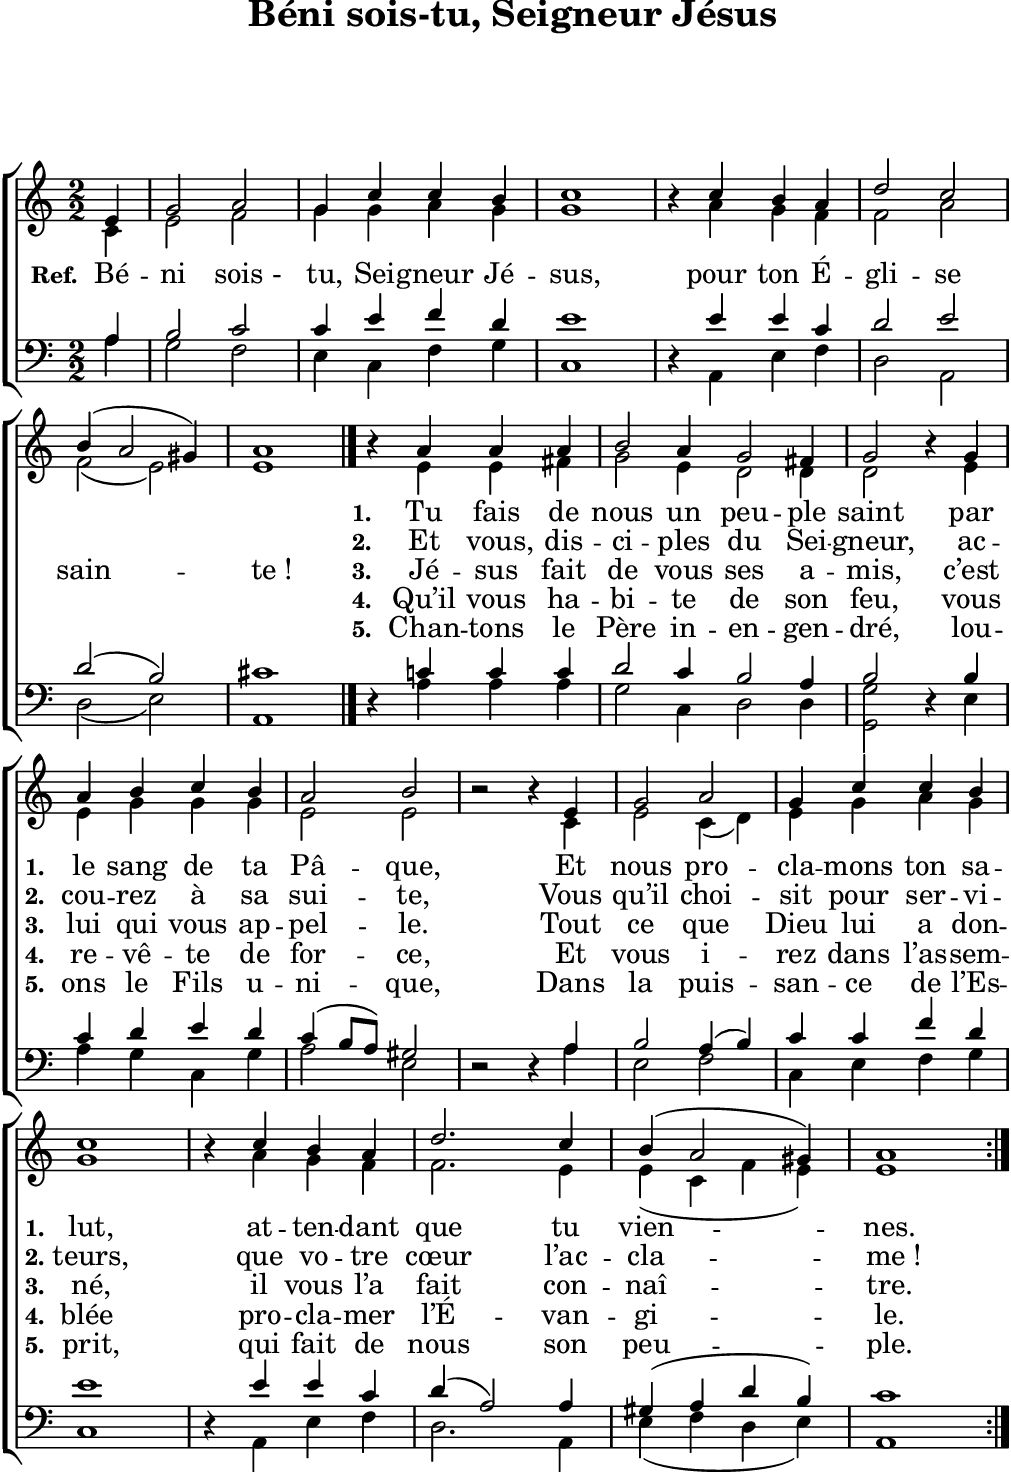 Béni sois-tu, Seigneur Jésus
Ref. Bé -- ni sois - tu, Seigneur Jé -- sus, pour ton É -- gli -- se
1. Tu fais de nous un peu -- ple saint par
2. Et vous, dis -- ci -- ples du Sei -- gneur, ac --
sain -- te ! 3. Jé -- sus fait de vous ses a -- mis, c’est
4. Qu’il vous ha -- bi -- te de son feu, vous
5. Chan -- tons le Père in -- en -- gen -- dré, lou --
1. le sang de ta Pâ -- que, Et nous pro -- cla -- mons ton sa --
2. cou -- rez à sa sui -- te, Vous qu’il choi -- sit pour ser -- vi --
3. lui qui vous ap -- pel -- le. Tout ce que Dieu lui a don --
4. re -- vê -- te de for -- ce, Et vous i -- rez dans l’as -- sem --
5. ons le Fils u -- ni -- que, Dans la puis -- san -- ce de l’Es --
1. lut, at -- ten -- dant que tu vien -- nes.
2. teurs, que vo -- tre cœur l’ac -- cla -- me !
3. né, il vous l’a fait con -- naî -- tre.
4. blée pro -- cla -- mer l’É -- van -- gi -- le.
5. prit, qui fait de nous son peu -- ple.